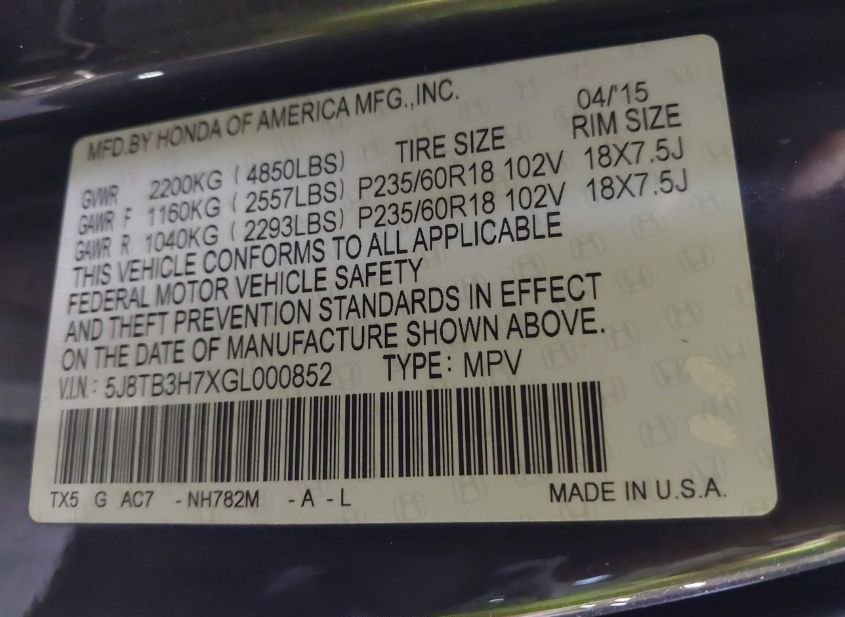 MFD.BY HONDA OF AMERICA MFG.,INC. 04/'15
TIRE SIZE RIM SIZE
GVWR 2200KG (4850LBS)
GAWR F 1160KG (2557LBS) P235/60R18 102V 18X7.5J
GAWR R 1040KG (2293LBS) P235/60R18 102V 18X7.5J
THIS VEHICLE CONFORMS TO ALL APPLICABLE
FEDERAL MOTOR VEHICLE SAFETY
AND THEFT PREVENTION STANDARDS IN EFFECT
ON THE DATE OF MANUFACTURE SHOWN ABOVE.
V.I.N.: 5J8TB3H7XGL000852 TYPE: MPV
TX5 G AC7 -NH782M -A -L MADE IN U.S.A.